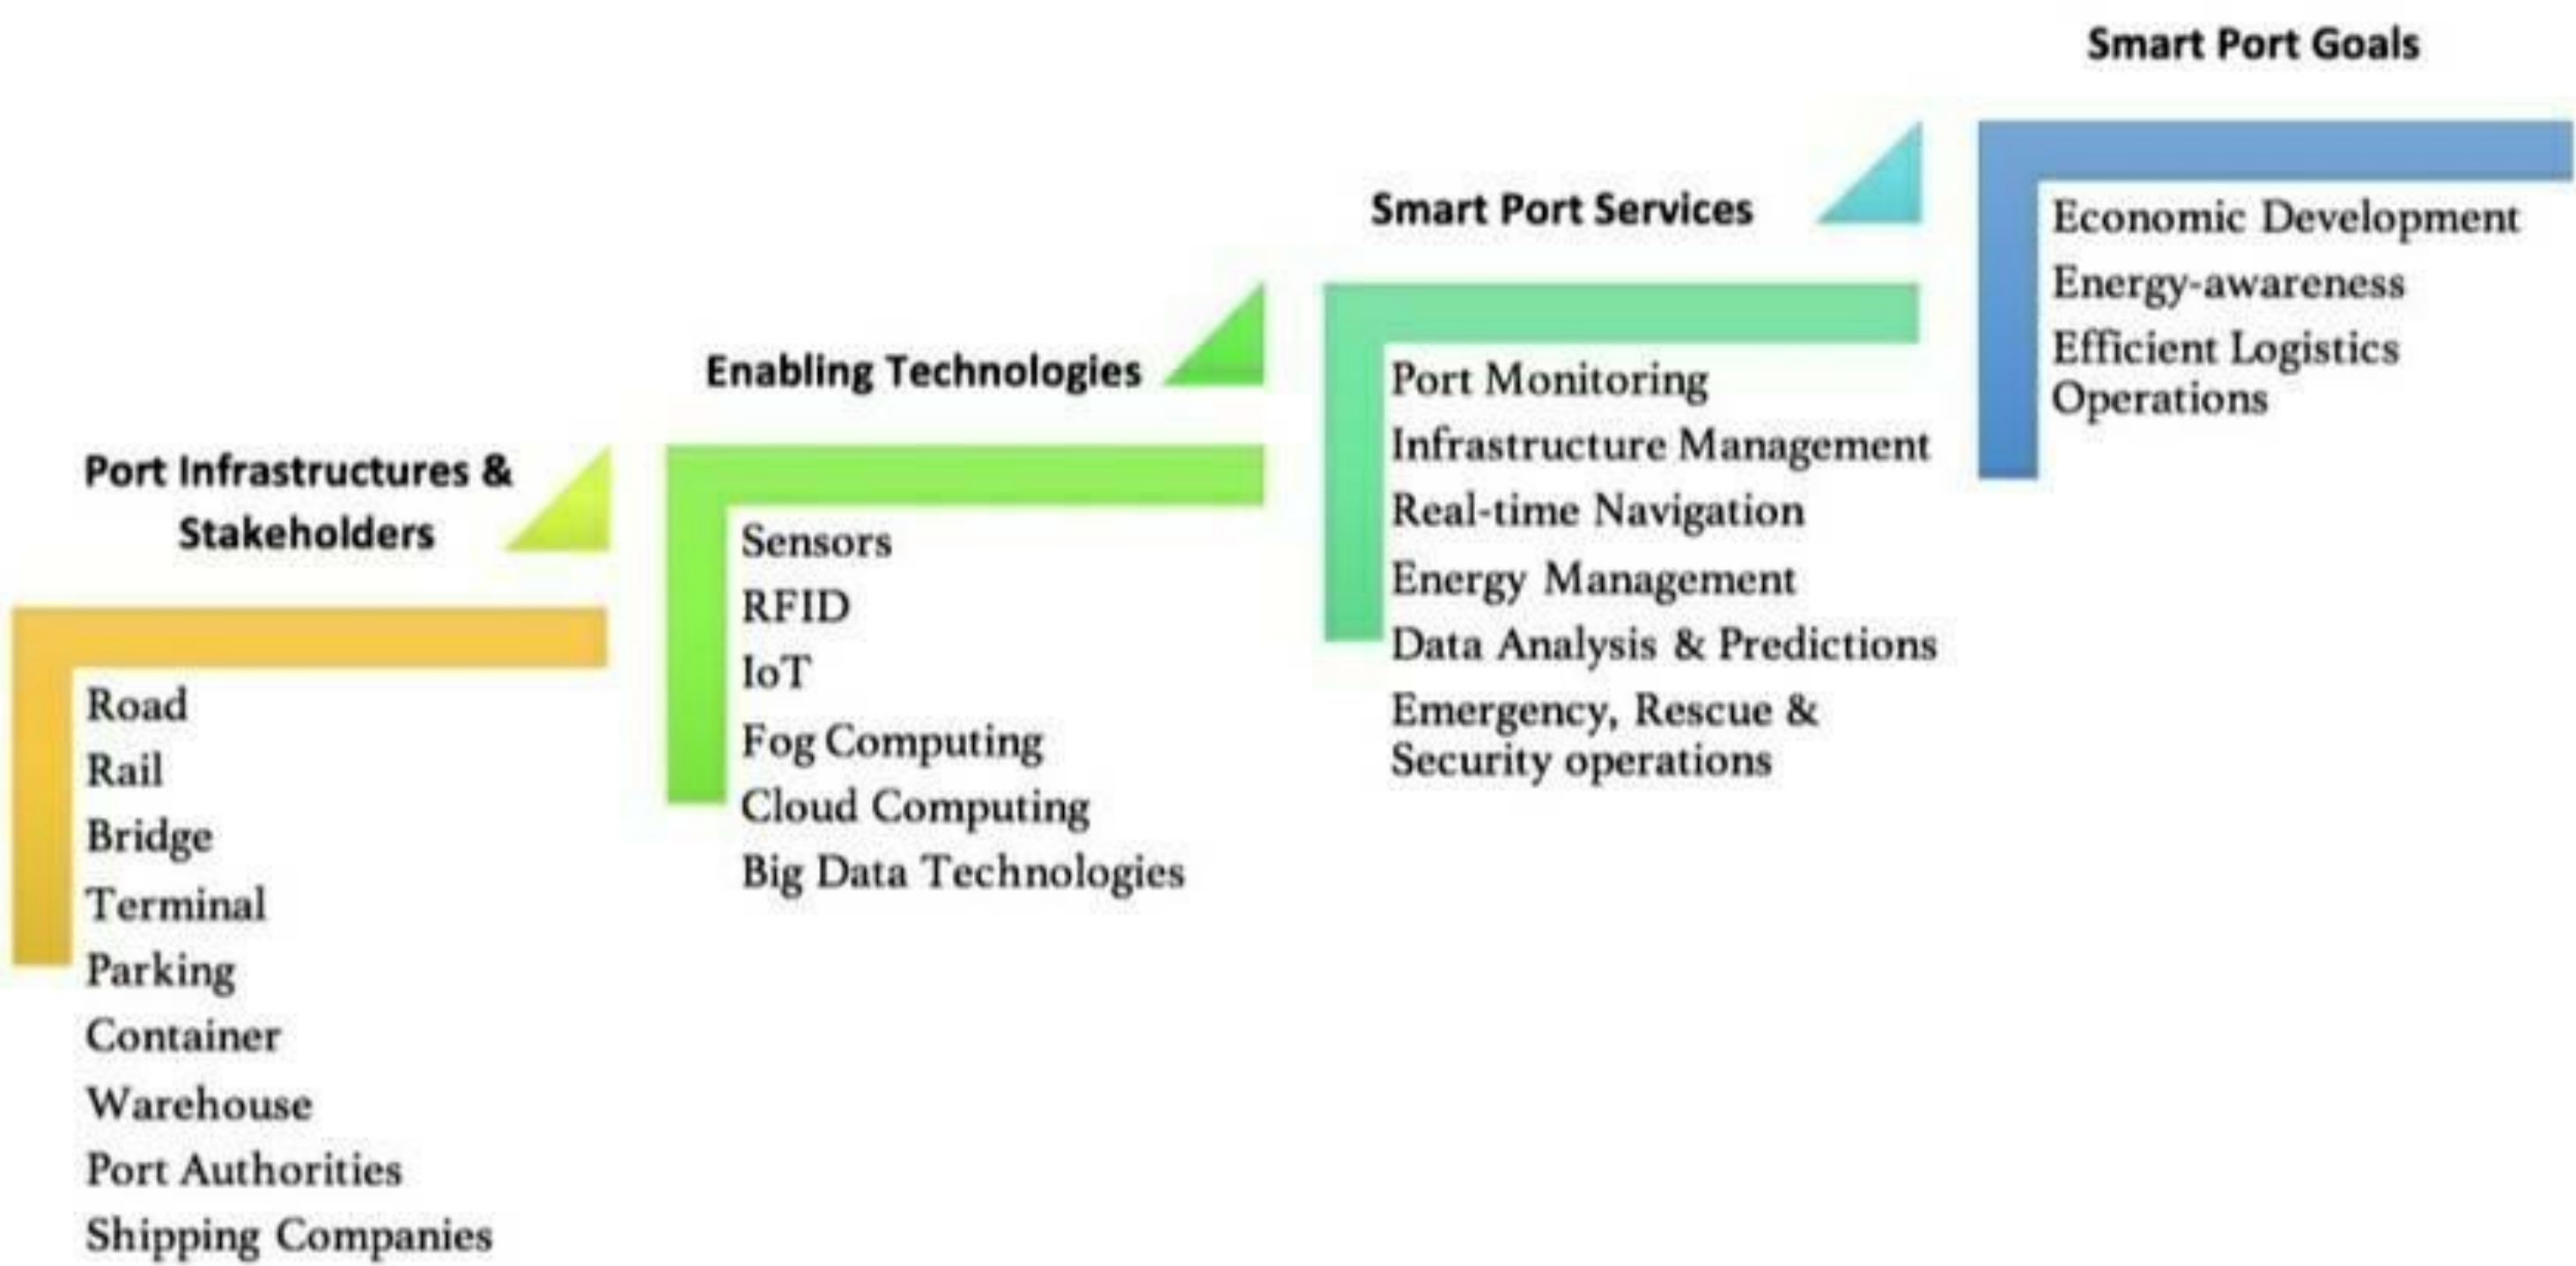 Port Infrastructures &
Stakeholders
Road
Rail
Bridge
Terminal
Parking
Container
Warehouse
Port Authorities
Shipping Companies
Enabling Technologies
Sensors
RFID
IoT
Fog Computing
Cloud Computing
Big Data Technologies
Smart Port Services
Port Monitoring
Infrastructure Management
Real-time Navigation
Energy Management
Data Analysis & Predictions
Emergency, Rescue &
Security operations
Smart Port Goals
Economic Development
Energy-awareness
Efficient Logistics
Operations